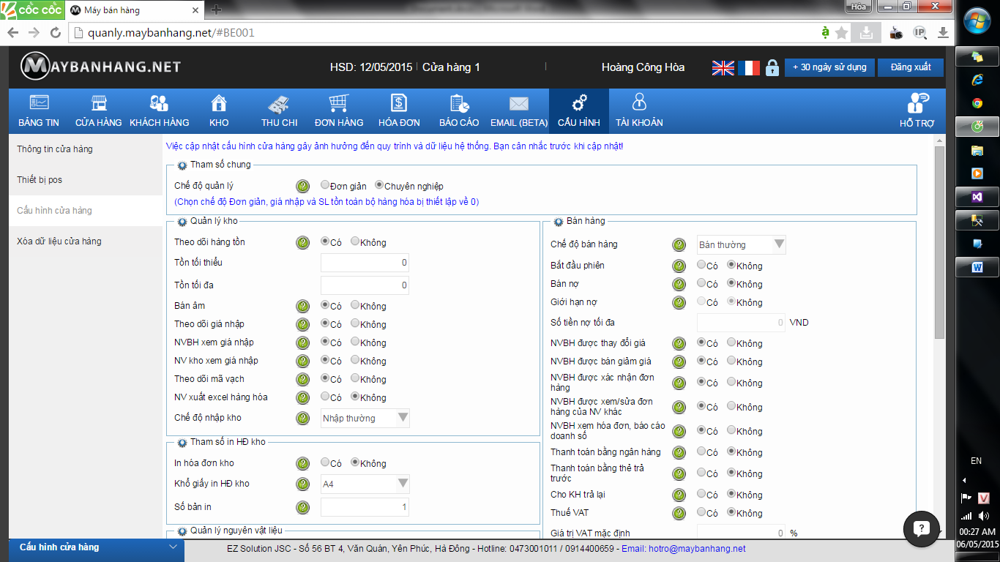 cốc cốc
Máy bán hàng
Hòa
quanly.maybanhang.net/#BE001
IP
MAYBANHANG.NET
HSD: 12/05/2015
Cửa hàng 1
Hoàng Công Hòa
+ 30 ngày sử dụng
Đăng xuất
BẢNG TIN
CỬA HÀNG
KHÁCH HÀNG
KHO
THU CHI
ĐƠN HÀNG
HÓA ĐƠN
BÁO CÁO
EMAIL (BETA)
CẤU HÌNH
TÀI KHOẢN
HỖ TRỢ
Thông tin cửa hàng
Thiết bị pos
Cấu hình cửa hàng
Xóa dữ liệu cửa hàng
Việc cập nhật cấu hình cửa hàng gây ảnh hưởng đến quy trình và dữ liệu hệ thống. Bạn cân nhắc trước khi cập nhật!
Tham số chung
Chế độ quản lý Đơn giản Chuyên nghiệp
(Chọn chế độ Đơn giản, giá nhập và SL tồn toàn bộ hàng hóa bị thiết lập về 0)
Quản lý kho
Theo dõi hàng tồn Có Không
Tồn tối thiểu 0
Tồn tối đa 0
Bán âm Có Không
Theo dõi giá nhập Có Không
NVBH xem giá nhập Có Không
NV kho xem giá nhập Có Không
Theo dõi mã vạch Có Không
NV xuất excel hàng hóa Có Không
Chế độ nhập kho Nhập thường
Tham số in HĐ kho
In hóa đơn kho Có Không
Khổ giấy in HĐ kho A4
Số bản in 1
Quản lý nguyên vật liệu
Bán hàng
Chế độ bán hàng Bán thường
Bắt đầu phiên Có Không
Bán nợ Có Không
Giới hạn nợ Có Không
Số tiền nợ tối đa 0 VND
NVBH được thay đổi giá Có Không
NVBH được bán giảm giá Có Không
NVBH được xác nhận đơn
hàng Có Không
NVBH được xem/sửa đơn
hàng của NV khác Có Không
NVBH xem hóa đơn, báo cáo
doanh số Có Không
Thanh toán bằng ngân hàng Có Không
Thanh toán bằng thẻ trả
trước Có Không
Cho KH trả lại Có Không
Thuế VAT Có Không
Giá trị VAT mặc định 0 %
Cấu hình cửa hàng
EZ Solution JSC - Số 56 BT 4, Văn Quán, Yên Phúc, Hà Đông - Hotline: 0473001011 / 0914400659 - Email: hotro@maybanhang.net
EN
00:27 AM
06/05/2015